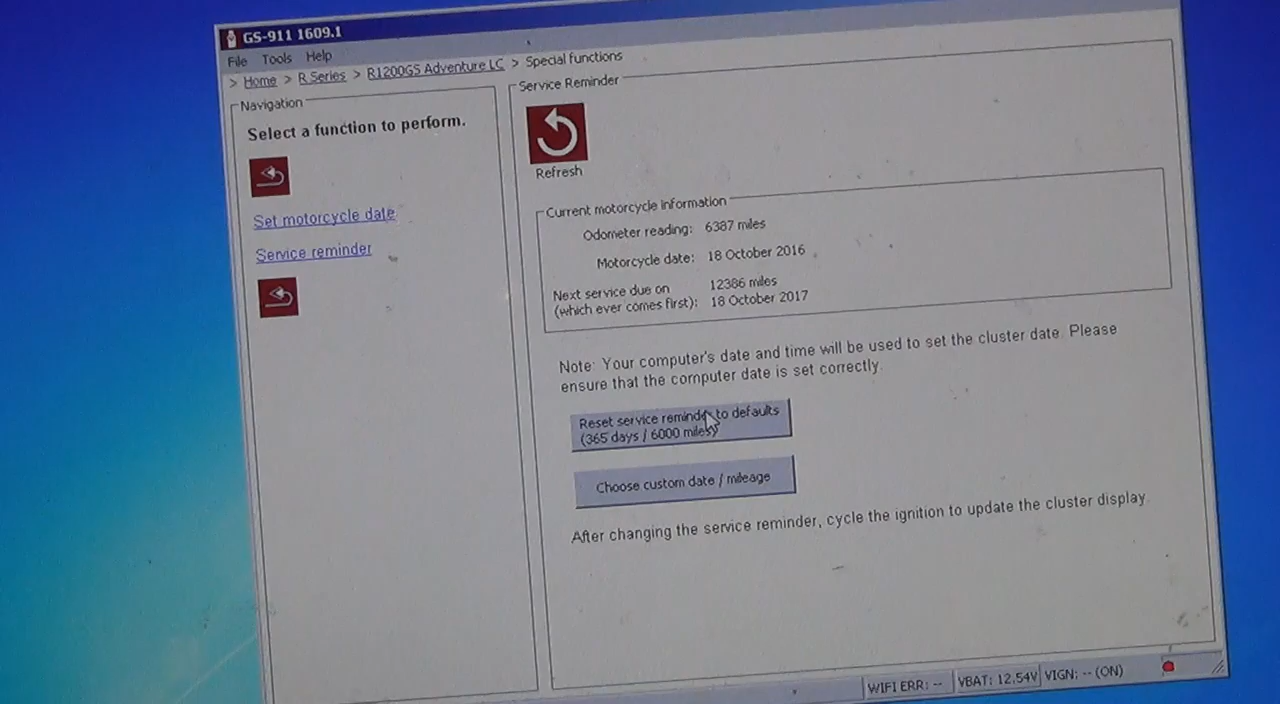 GS-911 1609.1
File Tools Help
> Home > R Series > R1200GS Adventure LC > Special functions
Navigation
Select a function to perform.
Set motorcycle date
Service reminder
Service Reminder
Refresh
Current motorcycle information
Odometer reading: 6387 miles
Motorcycle date: 18 October 2016
Next service due on 12386 miles
(which ever comes first): 18 October 2017
Note: Your computer's date and time will be used to set the cluster date. Please
ensure that the computer date is set correctly.
Reset service reminder to defaults
(365 days / 6000 miles)
Choose custom date / mileage
After changing the service reminder, cycle the ignition to update the cluster display.
WIFI ERR: -- VBAT: 12.54V VIGN: -- (ON)